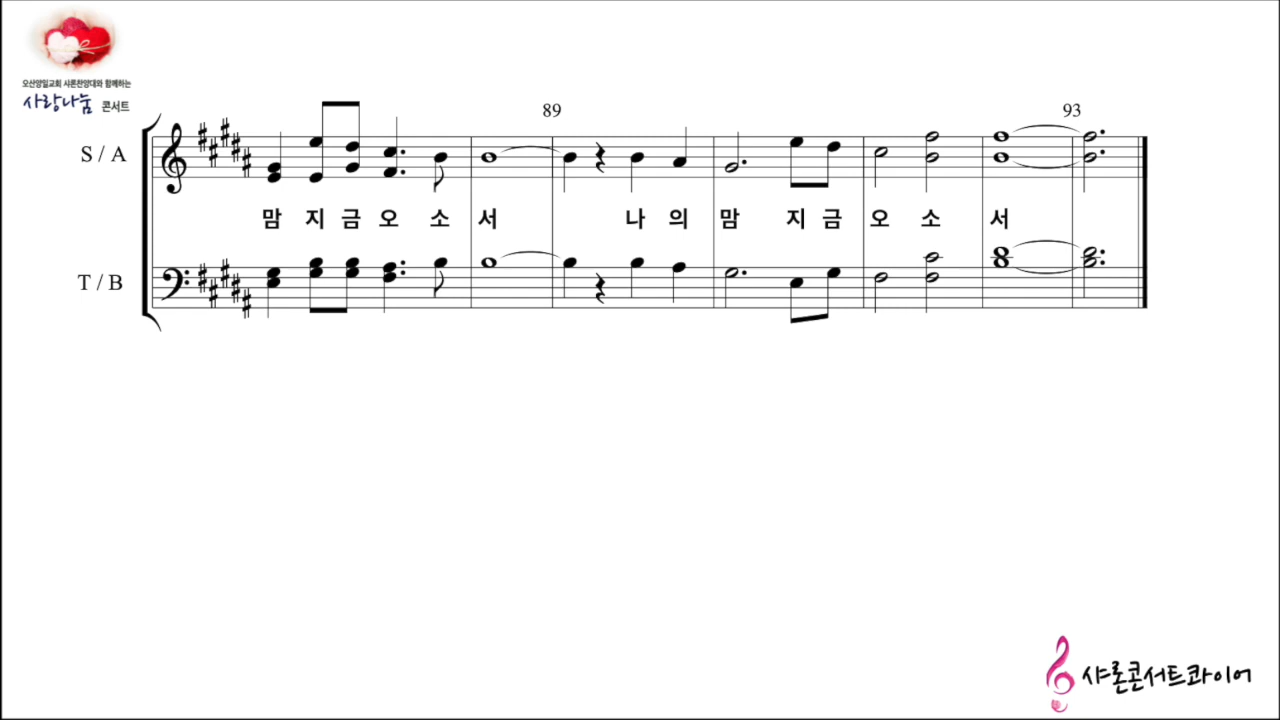 오산양일교회 샤론찬양대와 함께하는
사랑나눔 콘서트
89 93
S / A
맘 지 금 오 소 서 나 의 맘 지 금 오 소 서
T / B
샤론콘서트콰이어